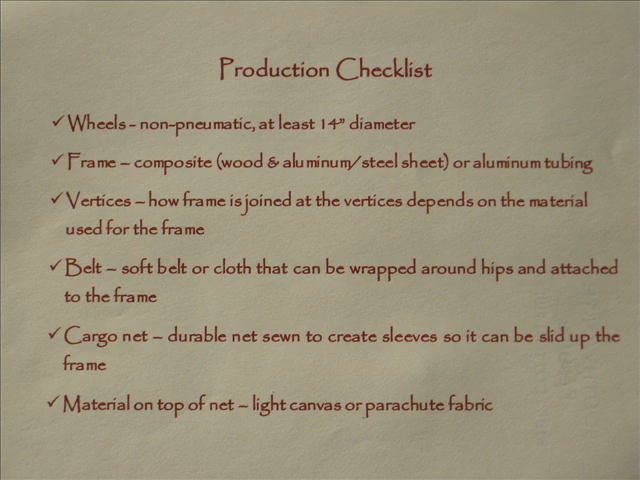 Production Checklist
✓ Wheels - non-pneumatic, at least 14" diameter
✓ Frame – composite (wood & aluminum/steel sheet) or aluminum tubing
✓ Vertices – how frame is joined at the vertices depends on the material
used for the frame
✓ Belt – soft belt or cloth that can be wrapped around hips and attached
to the frame
✓ Cargo net – durable net sewn to create sleeves so it can be slid up the
frame
✓ Material on top of net – light canvas or parachute fabric